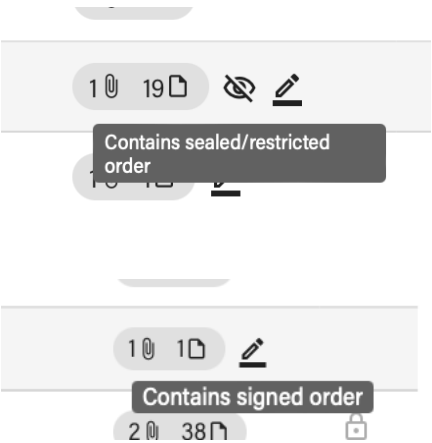 1 19
Contains sealed/restricted
order
1 1
Contains signed order
2 38